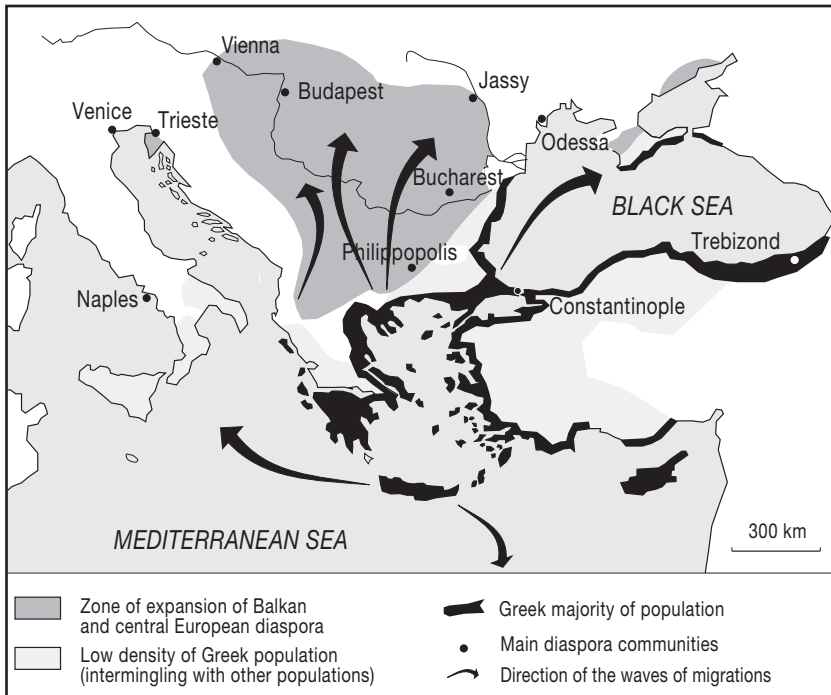 Vienna
Budapest
Jassy
Venice
Trieste
Odessa
Bucharest
BLACK SEA
Philippopolis
Trebizond
Naples
Constantinople
MEDITERRANEAN SEA
300 km
Zone of expansion of Balkan
and central European diaspora
Low density of Greek population
(intermingling with other populations)
Greek majority of population
Main diaspora communities
Direction of the waves of migrations